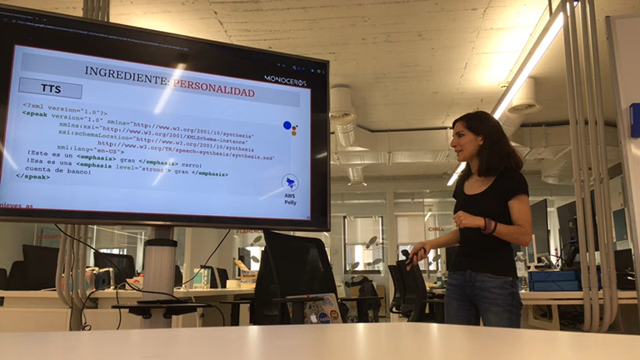 INGREDIENTE: PERSONALIDAD
MONOCEROS
TTS
<?xml version="1.0"?>
<speak version="1.0" xmlns="http://www.w3.org/2001/10/synthesis"
xmlns:xsi="http://www.w3.org/2001/XMLSchema-instance"
xsi:schemaLocation="http://www.w3.org/2001/10/synthesis
http://www.w3.org/TR/speech-synthesis/synthesis.xsd"
xml:lang="en-US">
¡Este es un <emphasis> gran </emphasis> carro!
¡Esa es una <emphasis level="strong"> gran </emphasis>
cuenta de banco!
</speak>
AWS
Polly